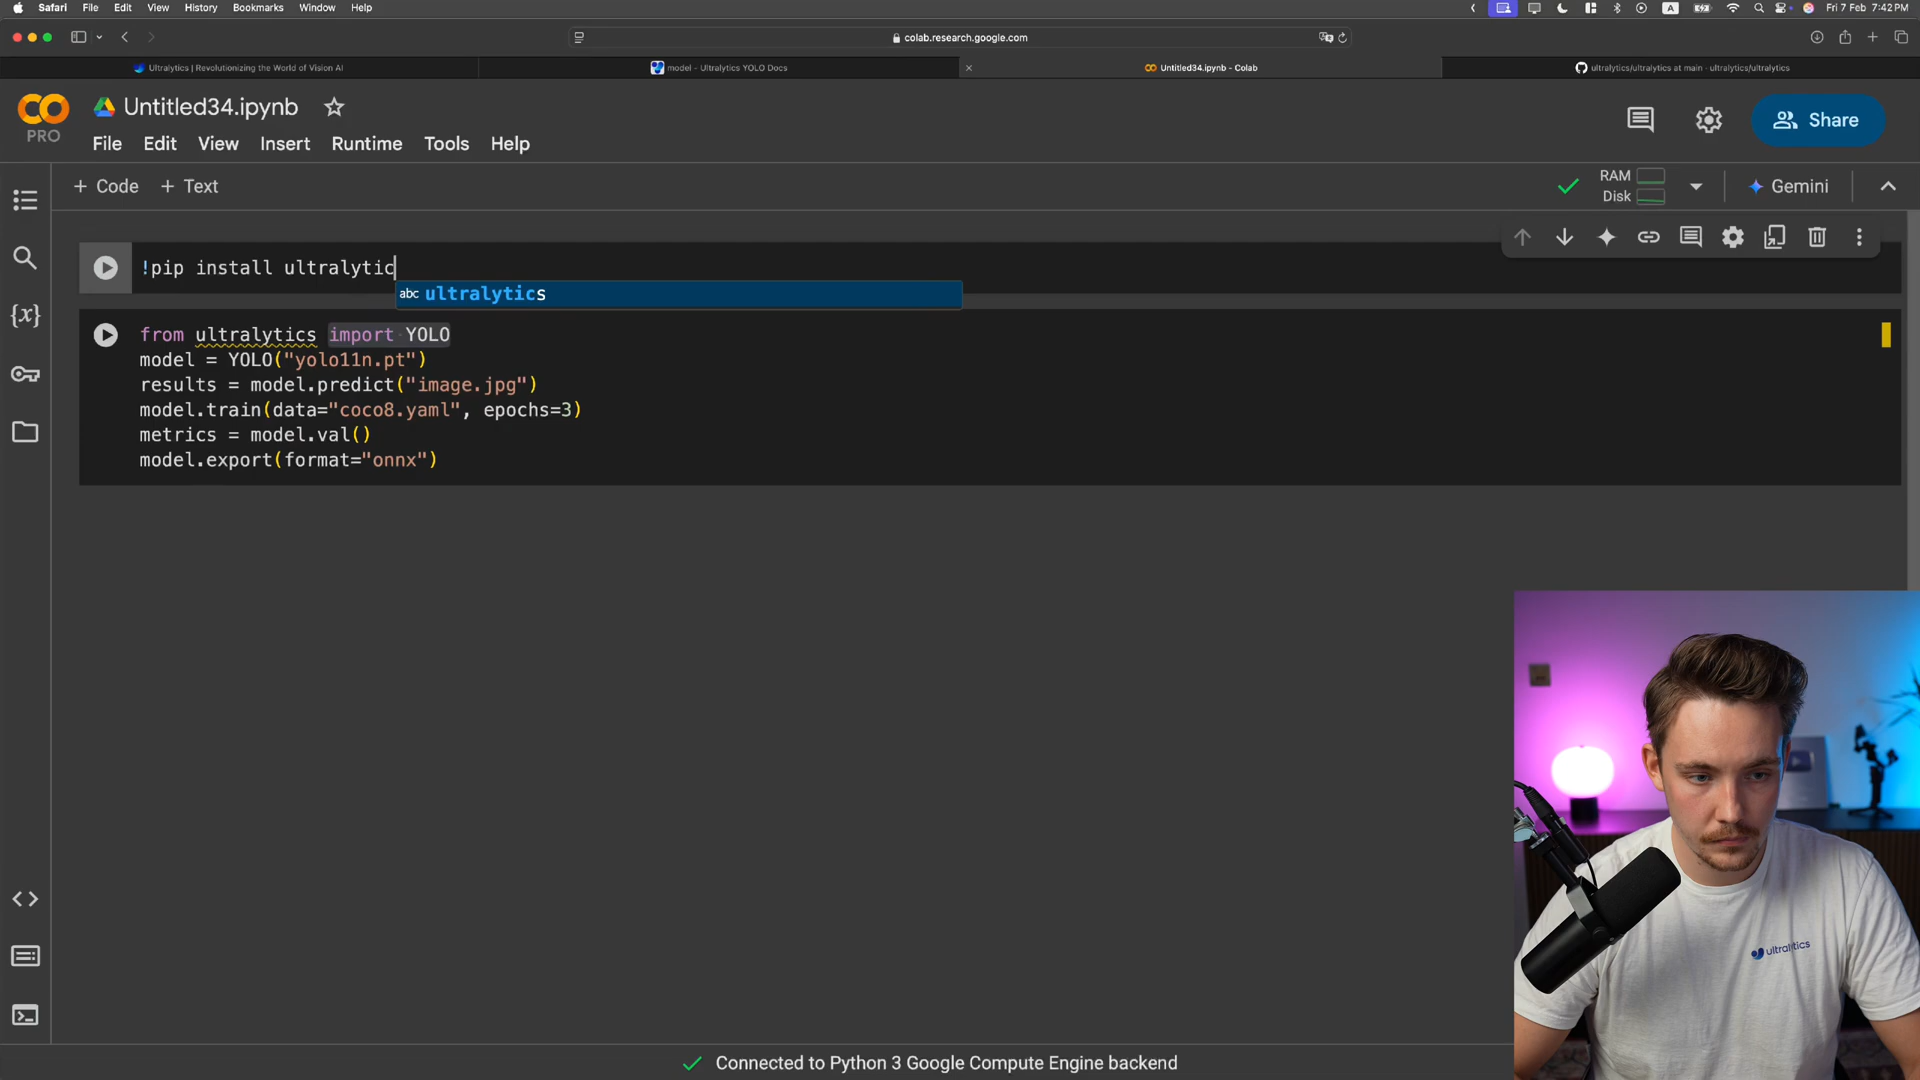 Safari File Edit View History Bookmarks Window Help A Fri 7 Feb 7:42 PM
colab.research.google.com
Ultralytics | Revolutionizing the World of Vision AI
model - Ultralytics YOLO Docs
Untitled34.ipynb - Colab
ultralytics/ultralytics at main · ultralytics/ultralytics
PRO
Untitled34.ipynb
File Edit View Insert Runtime Tools Help
Share
+ Code + Text
RAM
Disk
Gemini
!pip install ultralytic
abc ultralytics
from ultralytics import YOLO
model = YOLO("yolo11n.pt")
results = model.predict("image.jpg")
model.train(data="coco8.yaml", epochs=3)
metrics = model.val()
model.export(format="onnx")
{x}
ultralytics
Connected to Python 3 Google Compute Engine backend